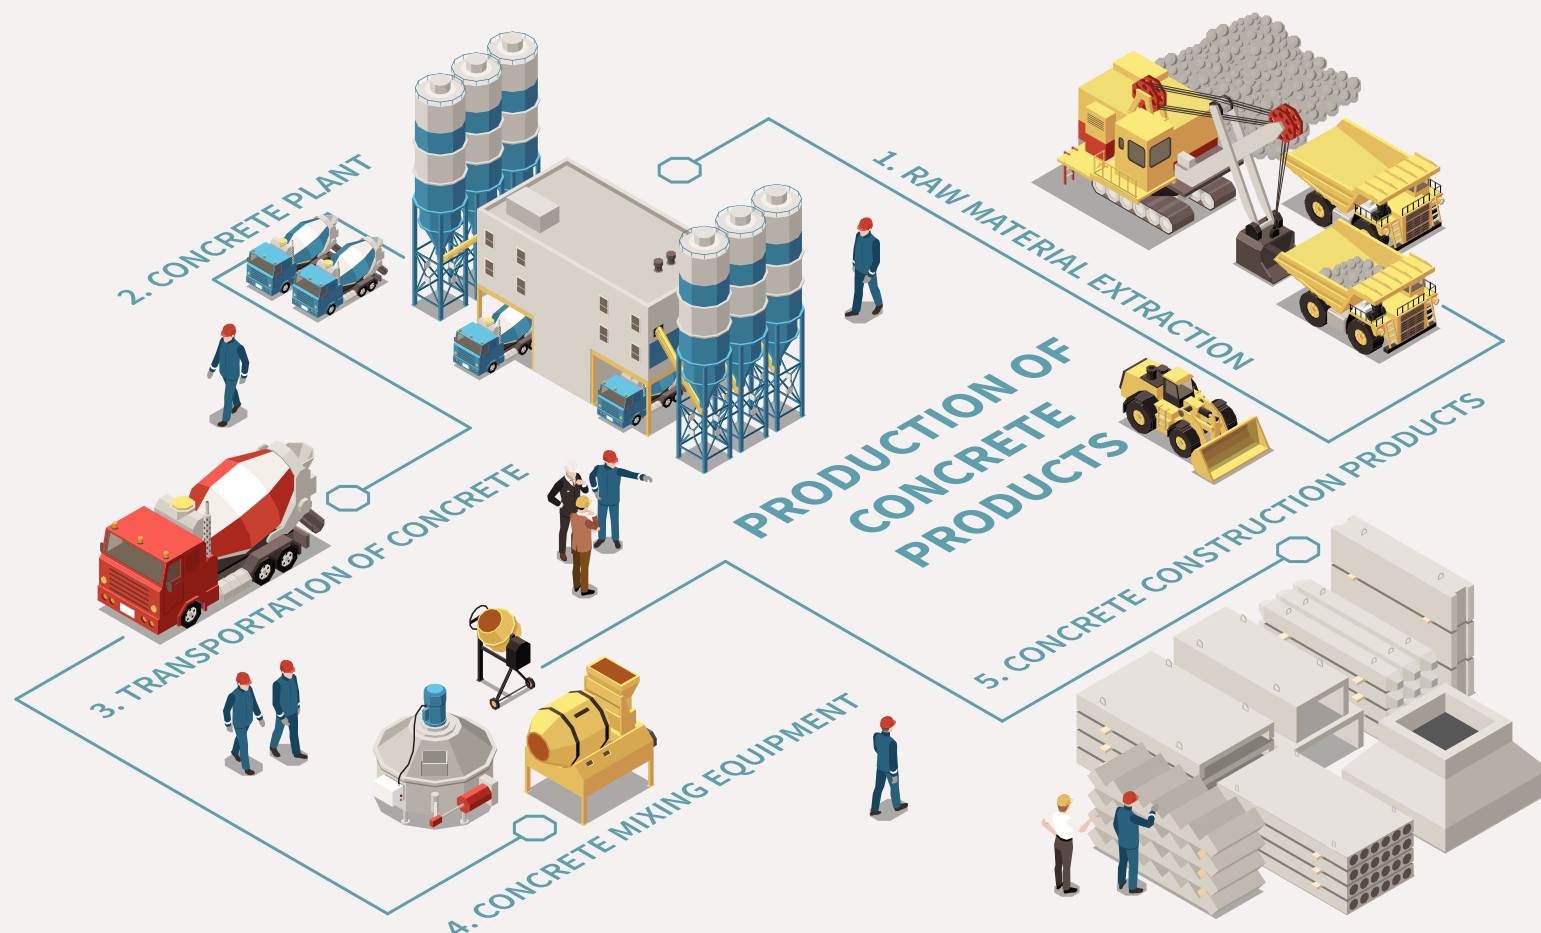 PRODUCTION OF
CONCRETE
PRODUCTS
1. RAW MATERIAL EXTRACTION
2. CONCRETE PLANT
3. TRANSPORTATION OF CONCRETE
4. CONCRETE MIXING EQUIPMENT
5. CONCRETE CONSTRUCTION PRODUCTS